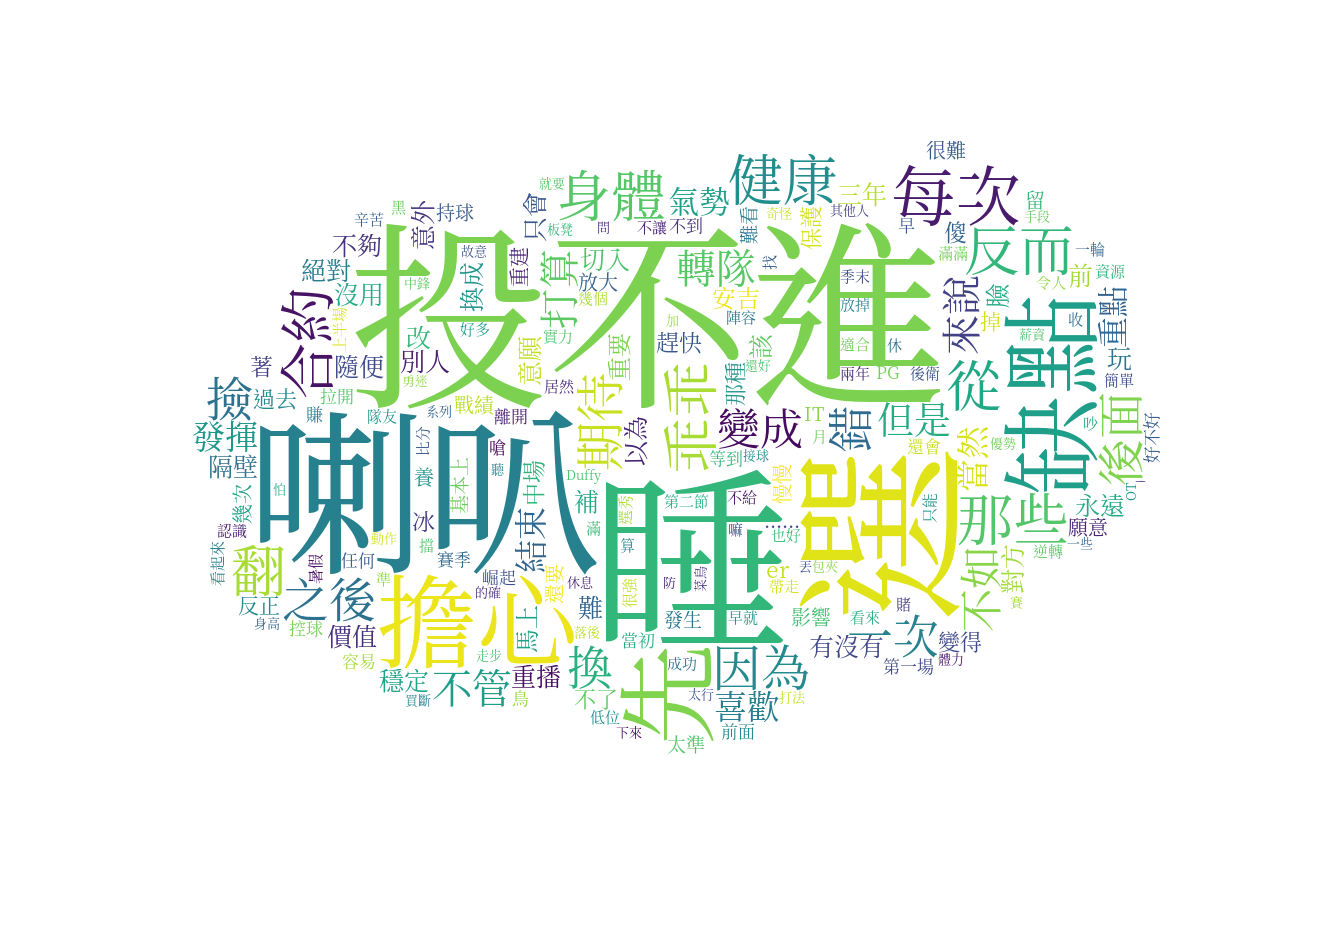 投不進
喇叭
睡
選
擔心
缺點
先
每次
健康
身體
合約
反而
乖乖
那些
因為
從
之後
翻
期待
換
變成
但是
一次
不如
錯
後面
撿
打算
轉隊
不管
來說
氣勢
發揮
喜歡
結束
當然
重點
對方
有沒有
意願
以為
穩定
切入
三年
安吉
趕快
改
別人
隨便
沒用
絕對
不夠
意外
只會
換成
重建
持球
放大
重要
該
那種
保護
難看
臉
前
掉
傻
留
很難
玩
永遠
願意
變得
影響
er
IT
PG
補
中場
馬上
難
重播
價值
隔壁
過去
著
戰績
離開
養
基本上
冰
崛起
還要
反正
幾次
任何
賽季
控球
容易
買斷
鳥
不了
低位
下來
太準
前面
打法
太行
成功
當初
早就
發生
看來
第一場
體力
賭
帶走
包夾
丟
也好
慢慢
……
嘛
不給
第二節
選秀
等到
接球
月
還會
優勢
只能
逆轉
一些
OT
好不好
吵
簡單
收
薪資
資源
一輪
手段
令人
滿滿
早
其他人
奇怪
找
季末
放掉
適合
休
兩年
後衛
陣容
加
還好
不到
不讓
問
板凳
就要
故意
中鋒
黑
辛苦
上半場
好多
實力
幾個
居然
勇迷
拉開
賺
隊友
系列
比分
嗆
聽
Duffy
滿
算
很強
防
菜鳥
休息
的確
落後
走步
擋
準
動作
暑假
怕
認識
看起來
身高
賽